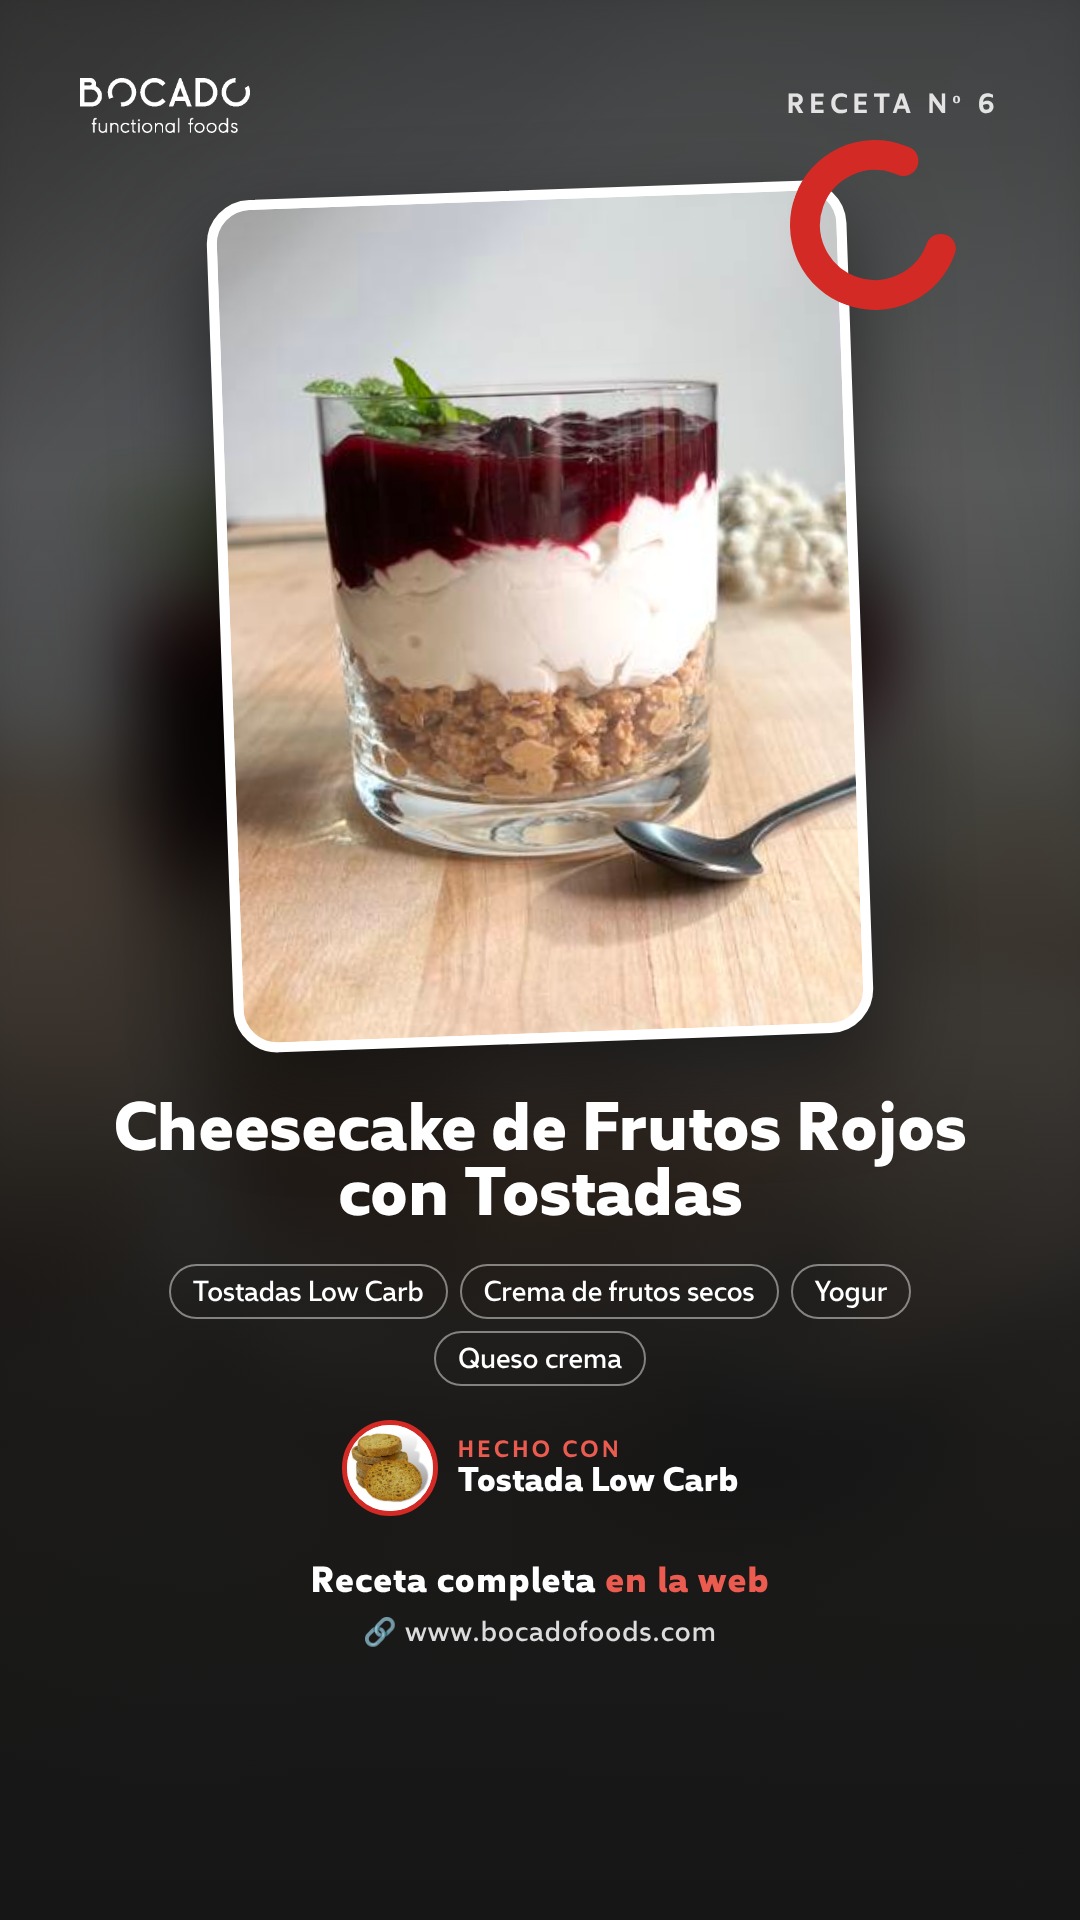 BOCADO
functional foods
RECETA Nº 6
Cheesecake de Frutos Rojos
con Tostadas
Tostadas Low Carb
Crema de frutos secos
Yogur
Queso crema
HECHO CON
Tostada Low Carb
Receta completa en la web
www.bocadofoods.com